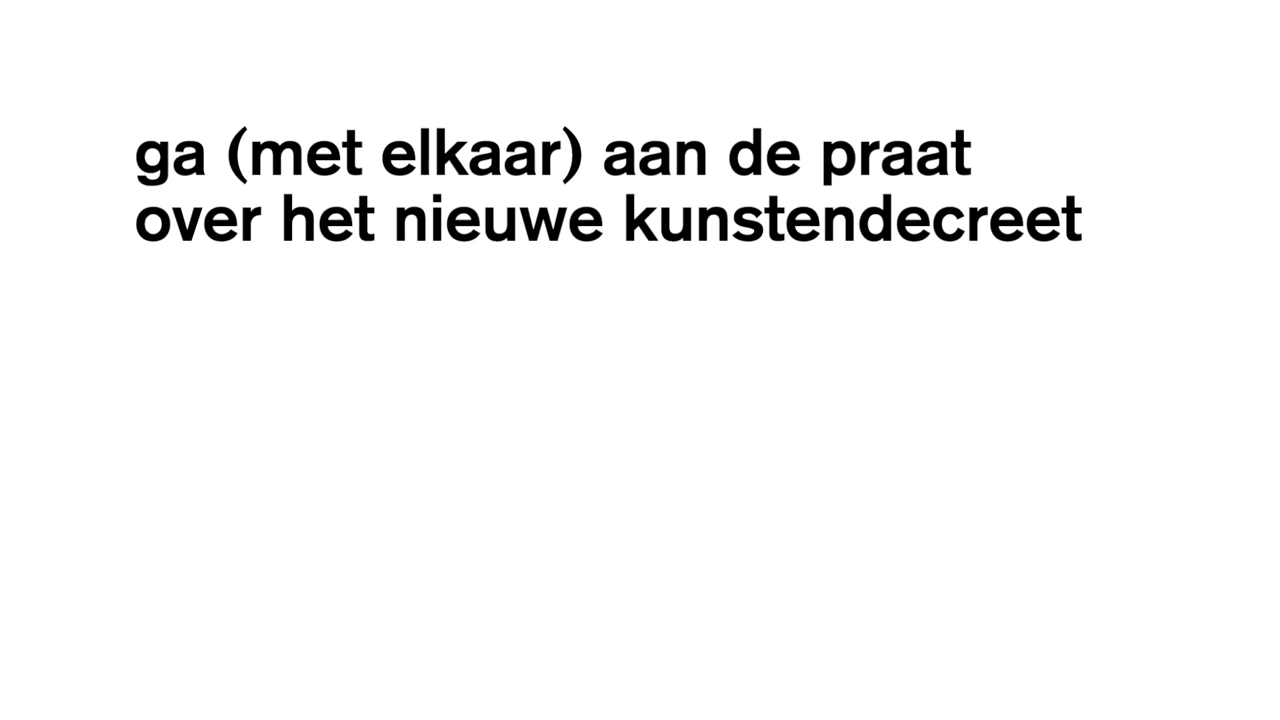 ga (met elkaar) aan de praat
over het nieuwe kunstendecreet